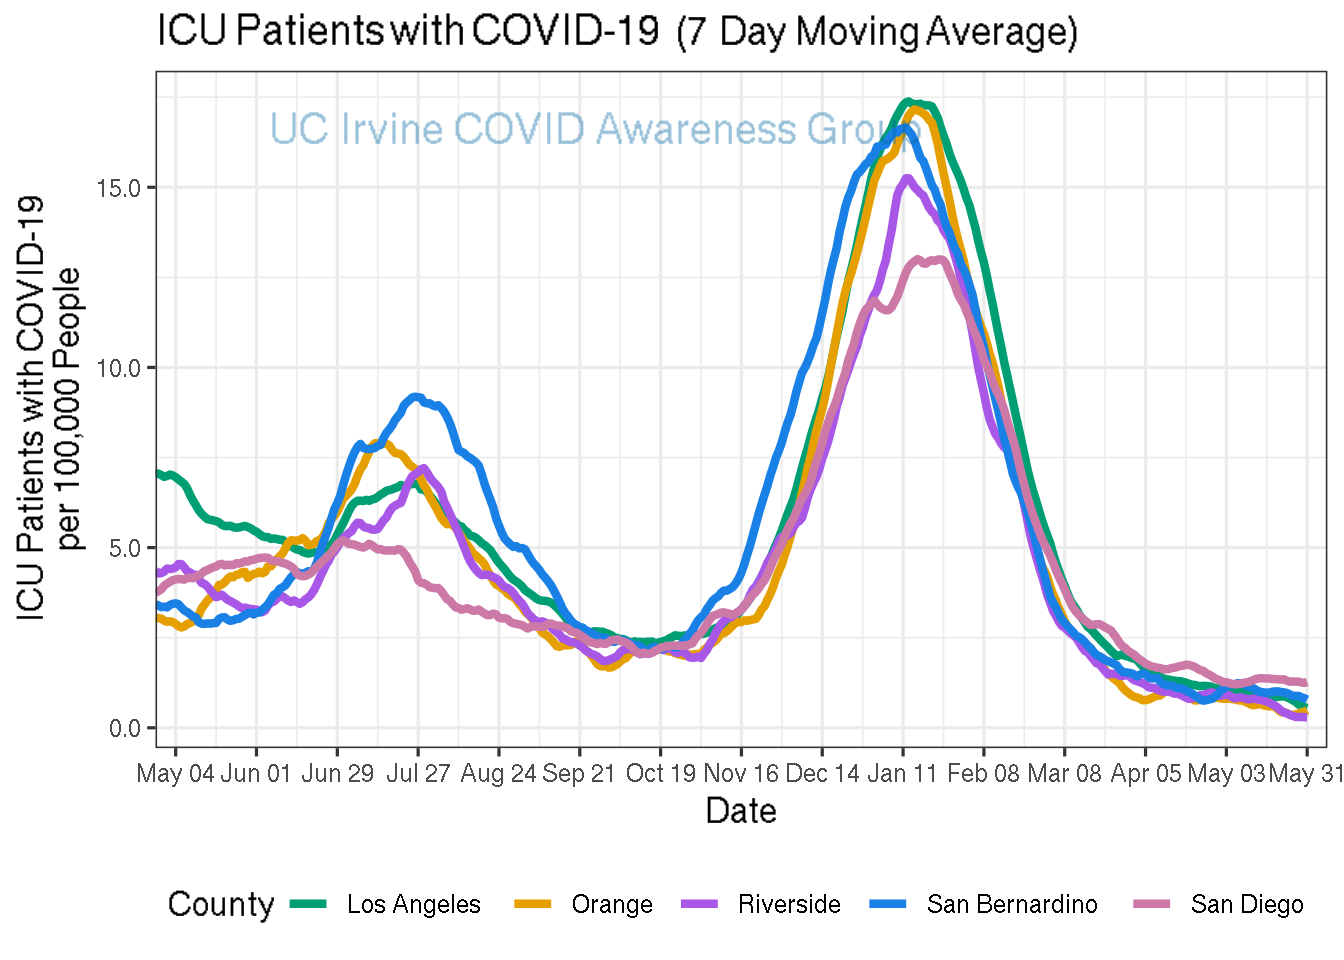 ICU Patients with COVID-19 (7 Day Moving Average)
UC Irvine COVID Awareness Group
ICU Patients with COVID-19
per 100,000 People
15.0
10.0
5.0
0.0
May 04 Jun 01 Jun 29 Jul 27 Aug 24 Sep 21 Oct 19 Nov 16 Dec 14 Jan 11 Feb 08 Mar 08 Apr 05 May 03 May 31
Date
County Los Angeles Orange Riverside San Bernardino San Diego